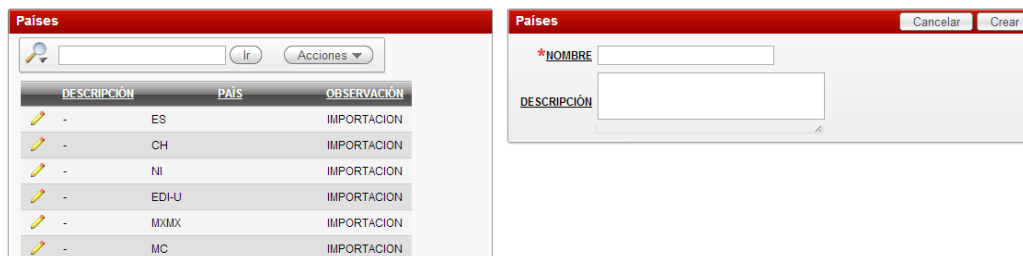 Países
Ir Acciones
DESCRIPCIÓN PAÍS OBSERVACIÓN
- ES IMPORTACION
- CH IMPORTACION
- NI IMPORTACION
- EDI-U IMPORTACION
- MXMX IMPORTACION
- MC IMPORTACION
Países Cancelar Crear
*NOMBRE
DESCRIPCIÓN